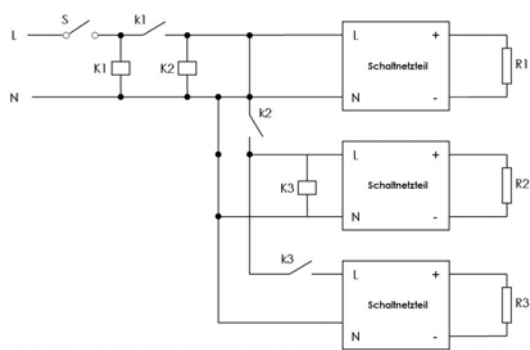 L
S
k1
K1
K2
N
L
+
Schaltnetzteil
N
-
R1
k2
L
+
K3
Schaltnetzteil
N
-
R2
k3
L
+
Schaltnetzteil
N
-
R3